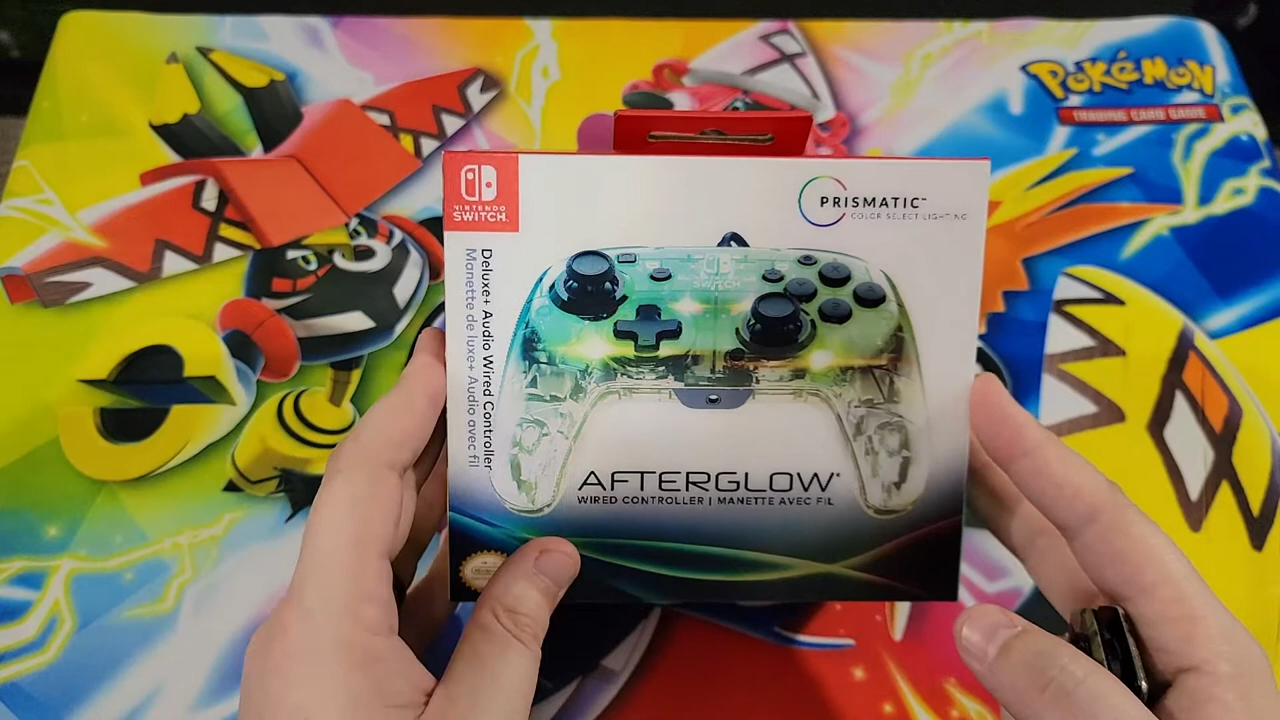 POKéMON
TRADING CARD GAME
NINTENDO
SWITCH™
PRISMATIC™
COLOR SELECT LIGHTING
Deluxe+ Audio Wired Controller
Manette de luxe+ Audio avec fil
SWITCH
X
AFTERGLOW®
WIRED CONTROLLER | MANETTE AVEC FIL